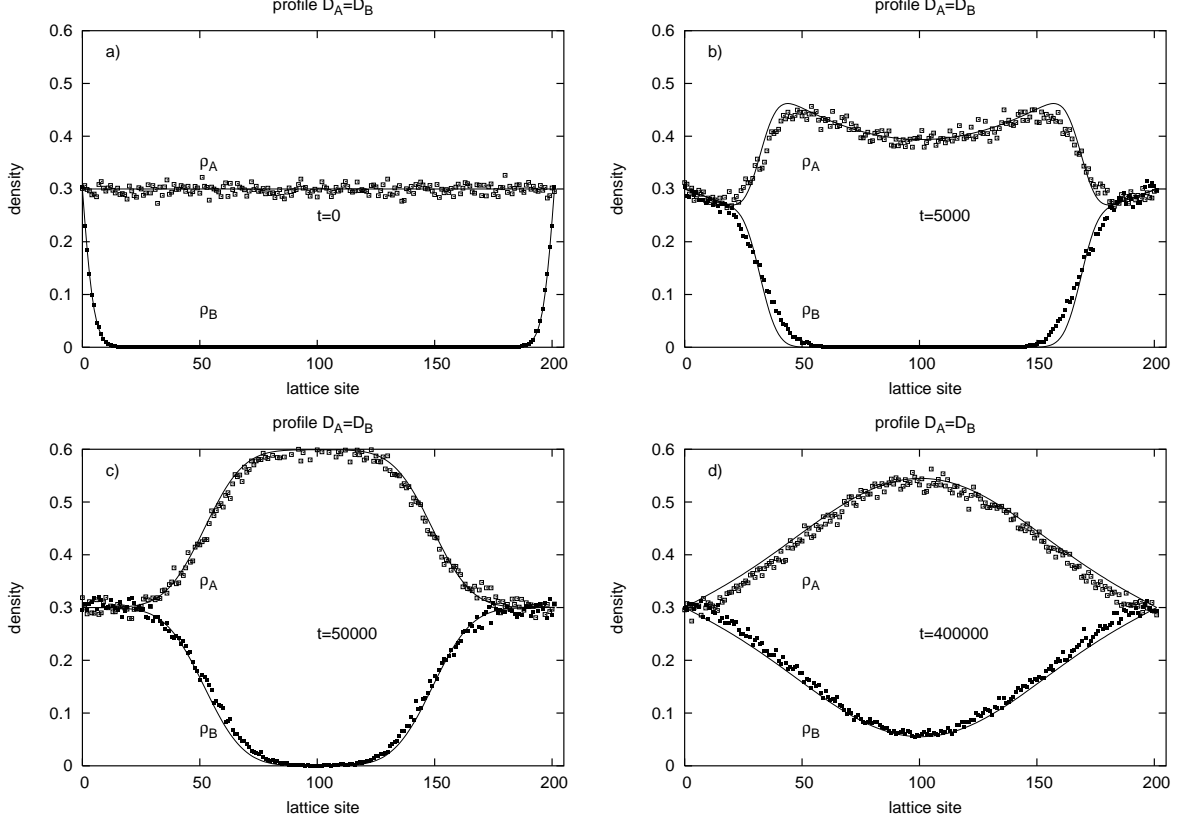 profile D_A=D_B
a)
density
0.6
0.5
0.4
0.3
0.2
0.1
0
ρ_A
t=0
ρ_B
0 50 100 150 200
lattice site
profile D_A=D_B
b)
density
0.6
0.5
0.4
0.3
0.2
0.1
0
ρ_A
t=5000
ρ_B
0 50 100 150 200
lattice site
profile D_A=D_B
c)
density
0.6
0.5
0.4
0.3
0.2
0.1
0
ρ_A
t=50000
ρ_B
0 50 100 150 200
lattice site
profile D_A=D_B
d)
density
0.6
0.5
0.4
0.3
0.2
0.1
0
ρ_A
t=400000
ρ_B
0 50 100 150 200
lattice site